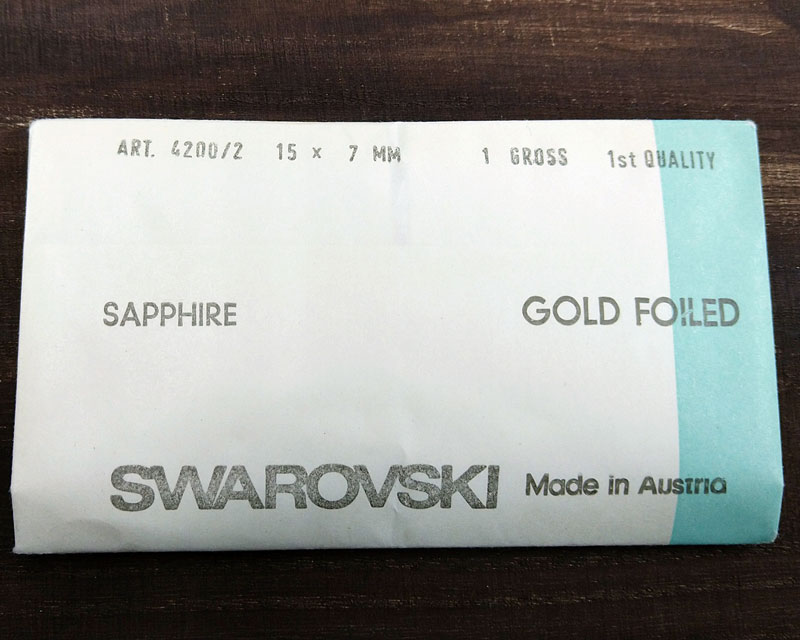 ART. 4200/2 15 x 7 MM 1 GROSS 1st QUALITY
SAPPHIRE GOLD FOILED
SWAROVSKI Made in Austria